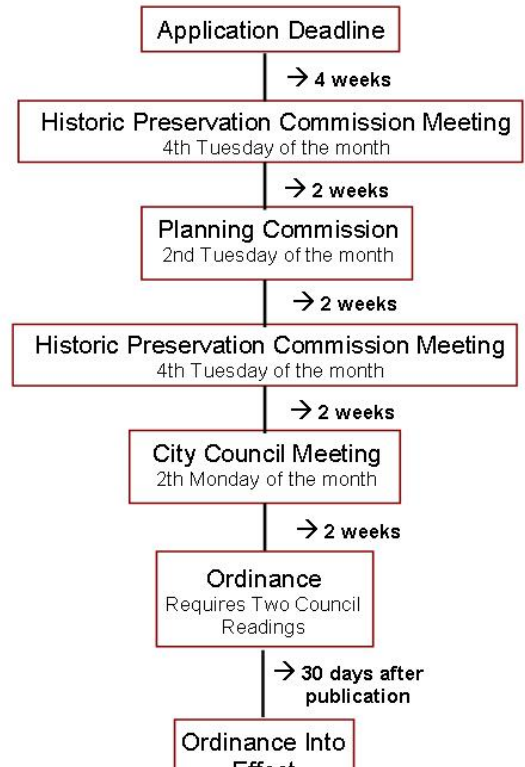 Application Deadline
→ 4 weeks
Historic Preservation Commission Meeting
4th Tuesday of the month
→ 2 weeks
Planning Commission
2nd Tuesday of the month
→ 2 weeks
Historic Preservation Commission Meeting
4th Tuesday of the month
→ 2 weeks
City Council Meeting
2th Monday of the month
→ 2 weeks
Ordinance
Requires Two Council
Readings
→ 30 days after
publication
Ordinance Into
Effect